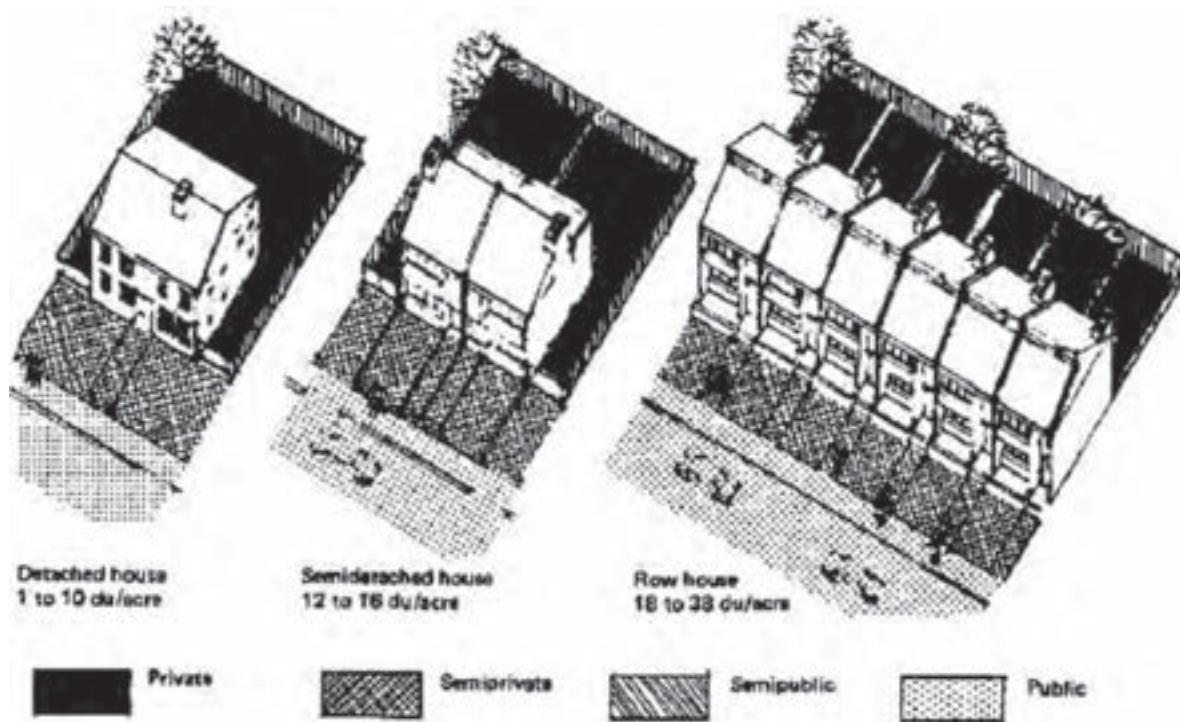 Detached house
1 to 10 du/acre
Semidetached house
12 to 16 du/acre
Row house
18 to 38 du/acre
Private
Semiprivate
Semipublic
Public